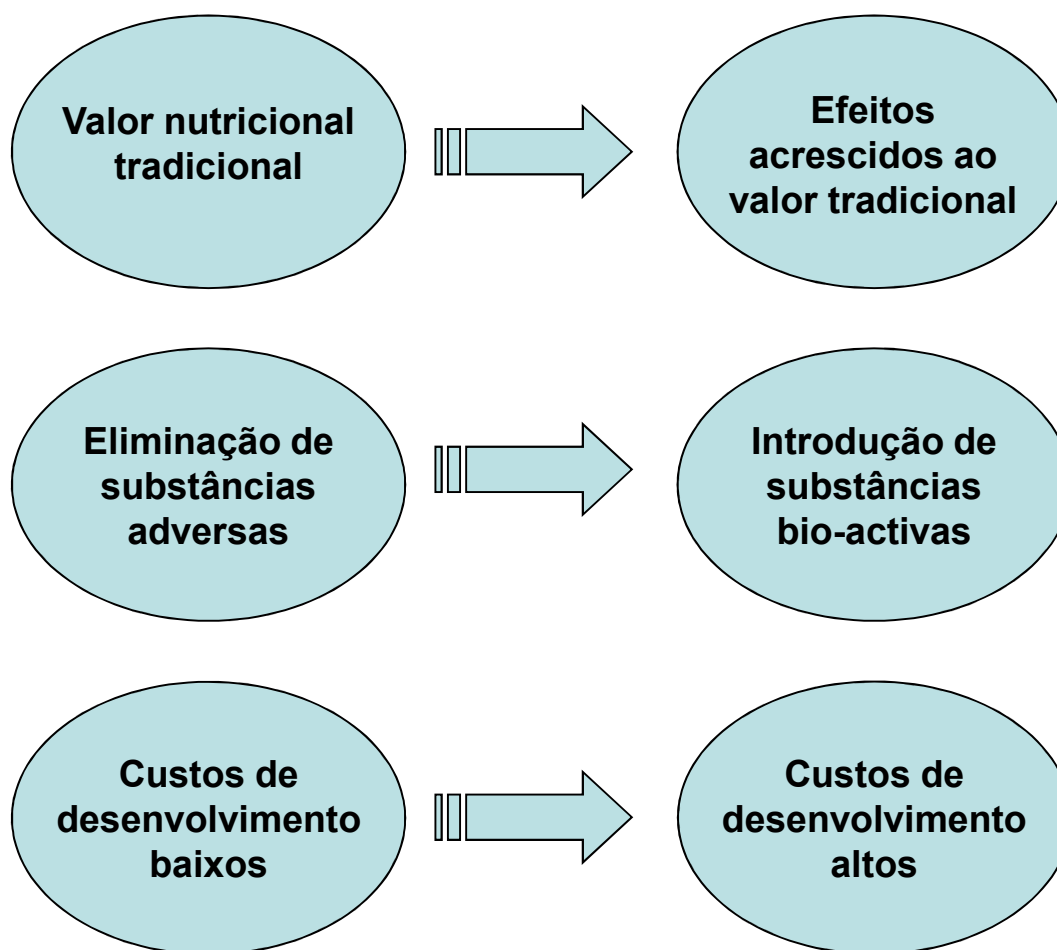 Valor nutricional
tradicional
Efeitos
acrescidos ao
valor tradicional
Eliminação de
substâncias
adversas
Introdução de
substâncias
bio-activas
Custos de
desenvolvimento
baixos
Custos de
desenvolvimento
altos